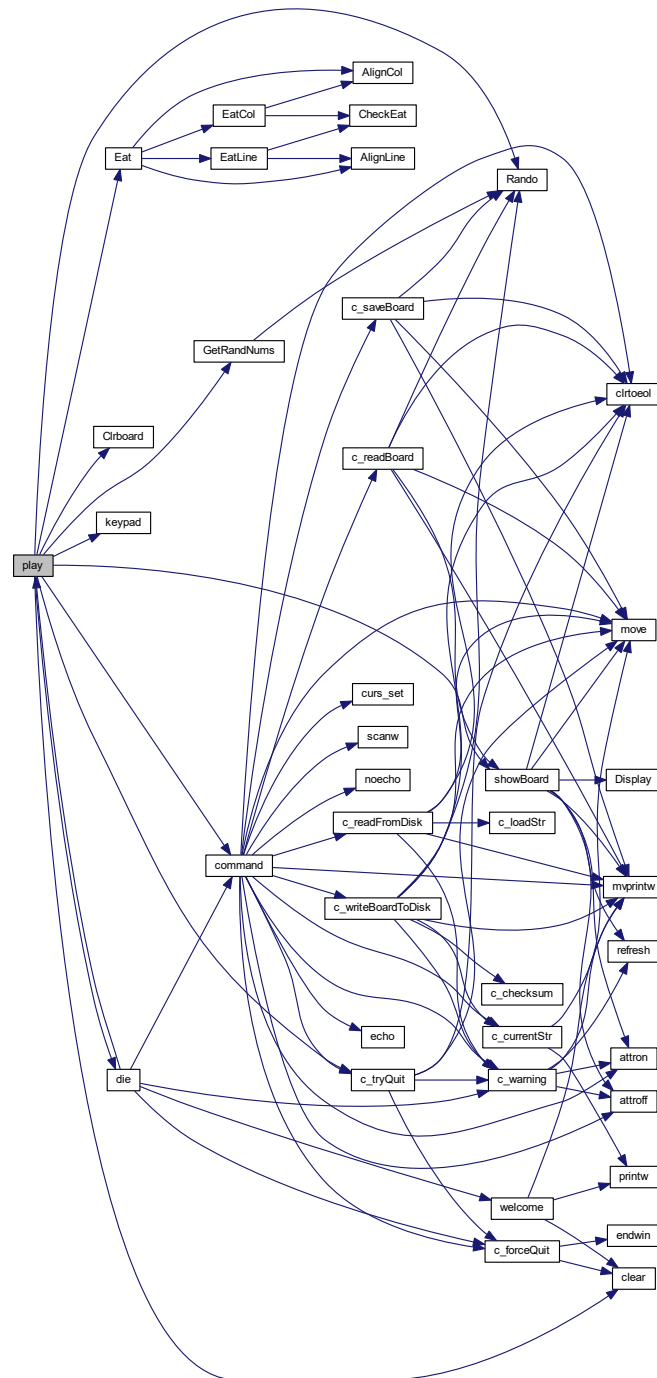 AlignCol
EatCol
CheckEat
Eat
EatLine
AlignLine
Rando
c_saveBoard
GetRandNums
clrtoeol
Clrboard
c_readBoard
keypad
play
move
curs_set
scanw
noecho
showBoard
Display
c_readFromDisk
c_loadStr
command
mvprintw
c_writeBoardToDisk
refresh
c_checksum
echo
c_currentStr
attron
die
c_tryQuit
c_warning
attroff
printw
welcome
endwin
c_forceQuit
clear